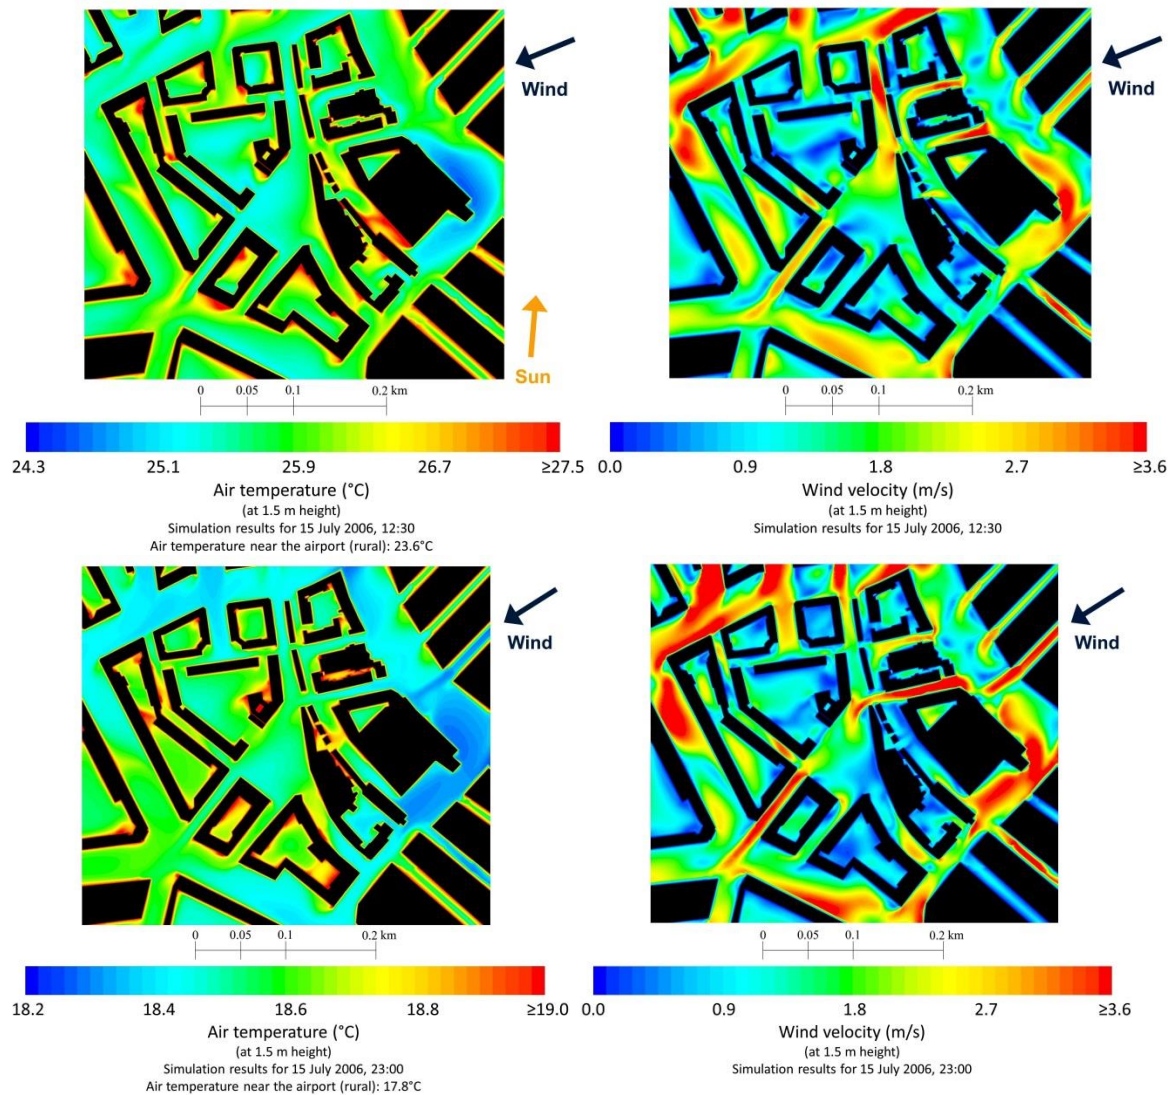 Wind
Sun
0 0.05 0.1 0.2 km
24.3 25.1 25.9 26.7 ≥27.5
Air temperature (°C)
(at 1.5 m height)
Simulation results for 15 July 2006, 12:30
Air temperature near the airport (rural): 23.6°C
Wind
0 0.05 0.1 0.2 km
0.0 0.9 1.8 2.7 ≥3.6
Wind velocity (m/s)
(at 1.5 m height)
Simulation results for 15 July 2006, 12:30
Wind
0 0.05 0.1 0.2 km
18.2 18.4 18.6 18.8 ≥19.0
Air temperature (°C)
(at 1.5 m height)
Simulation results for 15 July 2006, 23:00
Air temperature near the airport (rural): 17.8°C
Wind
0 0.05 0.1 0.2 km
0.0 0.9 1.8 2.7 ≥3.6
Wind velocity (m/s)
(at 1.5 m height)
Simulation results for 15 July 2006, 23:00